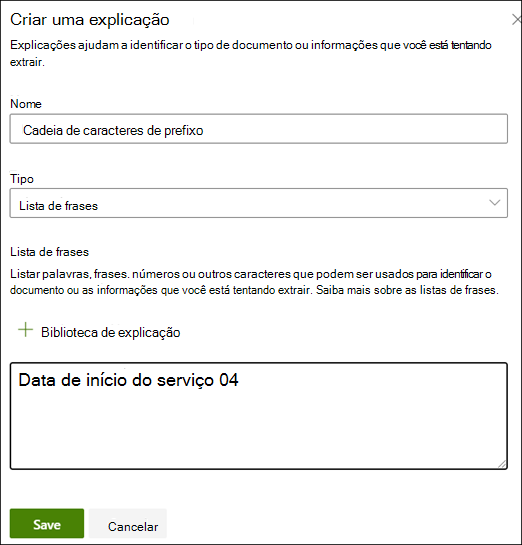 Criar uma explicação
Explicações ajudam a identificar o tipo de documento ou informações que você está tentando
extrair.
Nome
Cadeia de caracteres de prefixo
Tipo
Lista de frases
Lista de frases
Listar palavras, frases. números ou outros caracteres que podem ser usados para identificar o
documento ou as informações que você está tentando extrair. Saiba mais sobre as listas de frases.
Biblioteca de explicação
Data de início do serviço 04
Save
Cancelar